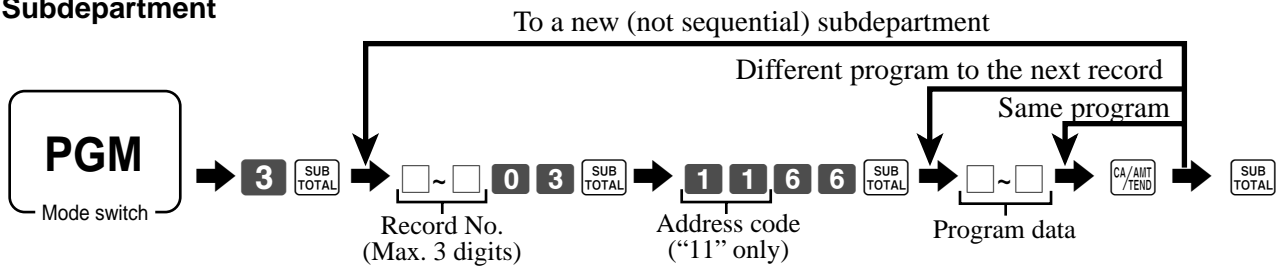 Subdepartment
To a new (not sequential) subdepartment
Different program to the next record
Same program
PGM
Mode switch
3 SUB TOTAL □~□ 0 3 SUB TOTAL 1 1 6 6 SUB TOTAL □~□ CA/AMT /TEND SUB TOTAL
Record No.
(Max. 3 digits)
Address code
(“11” only)
Program data